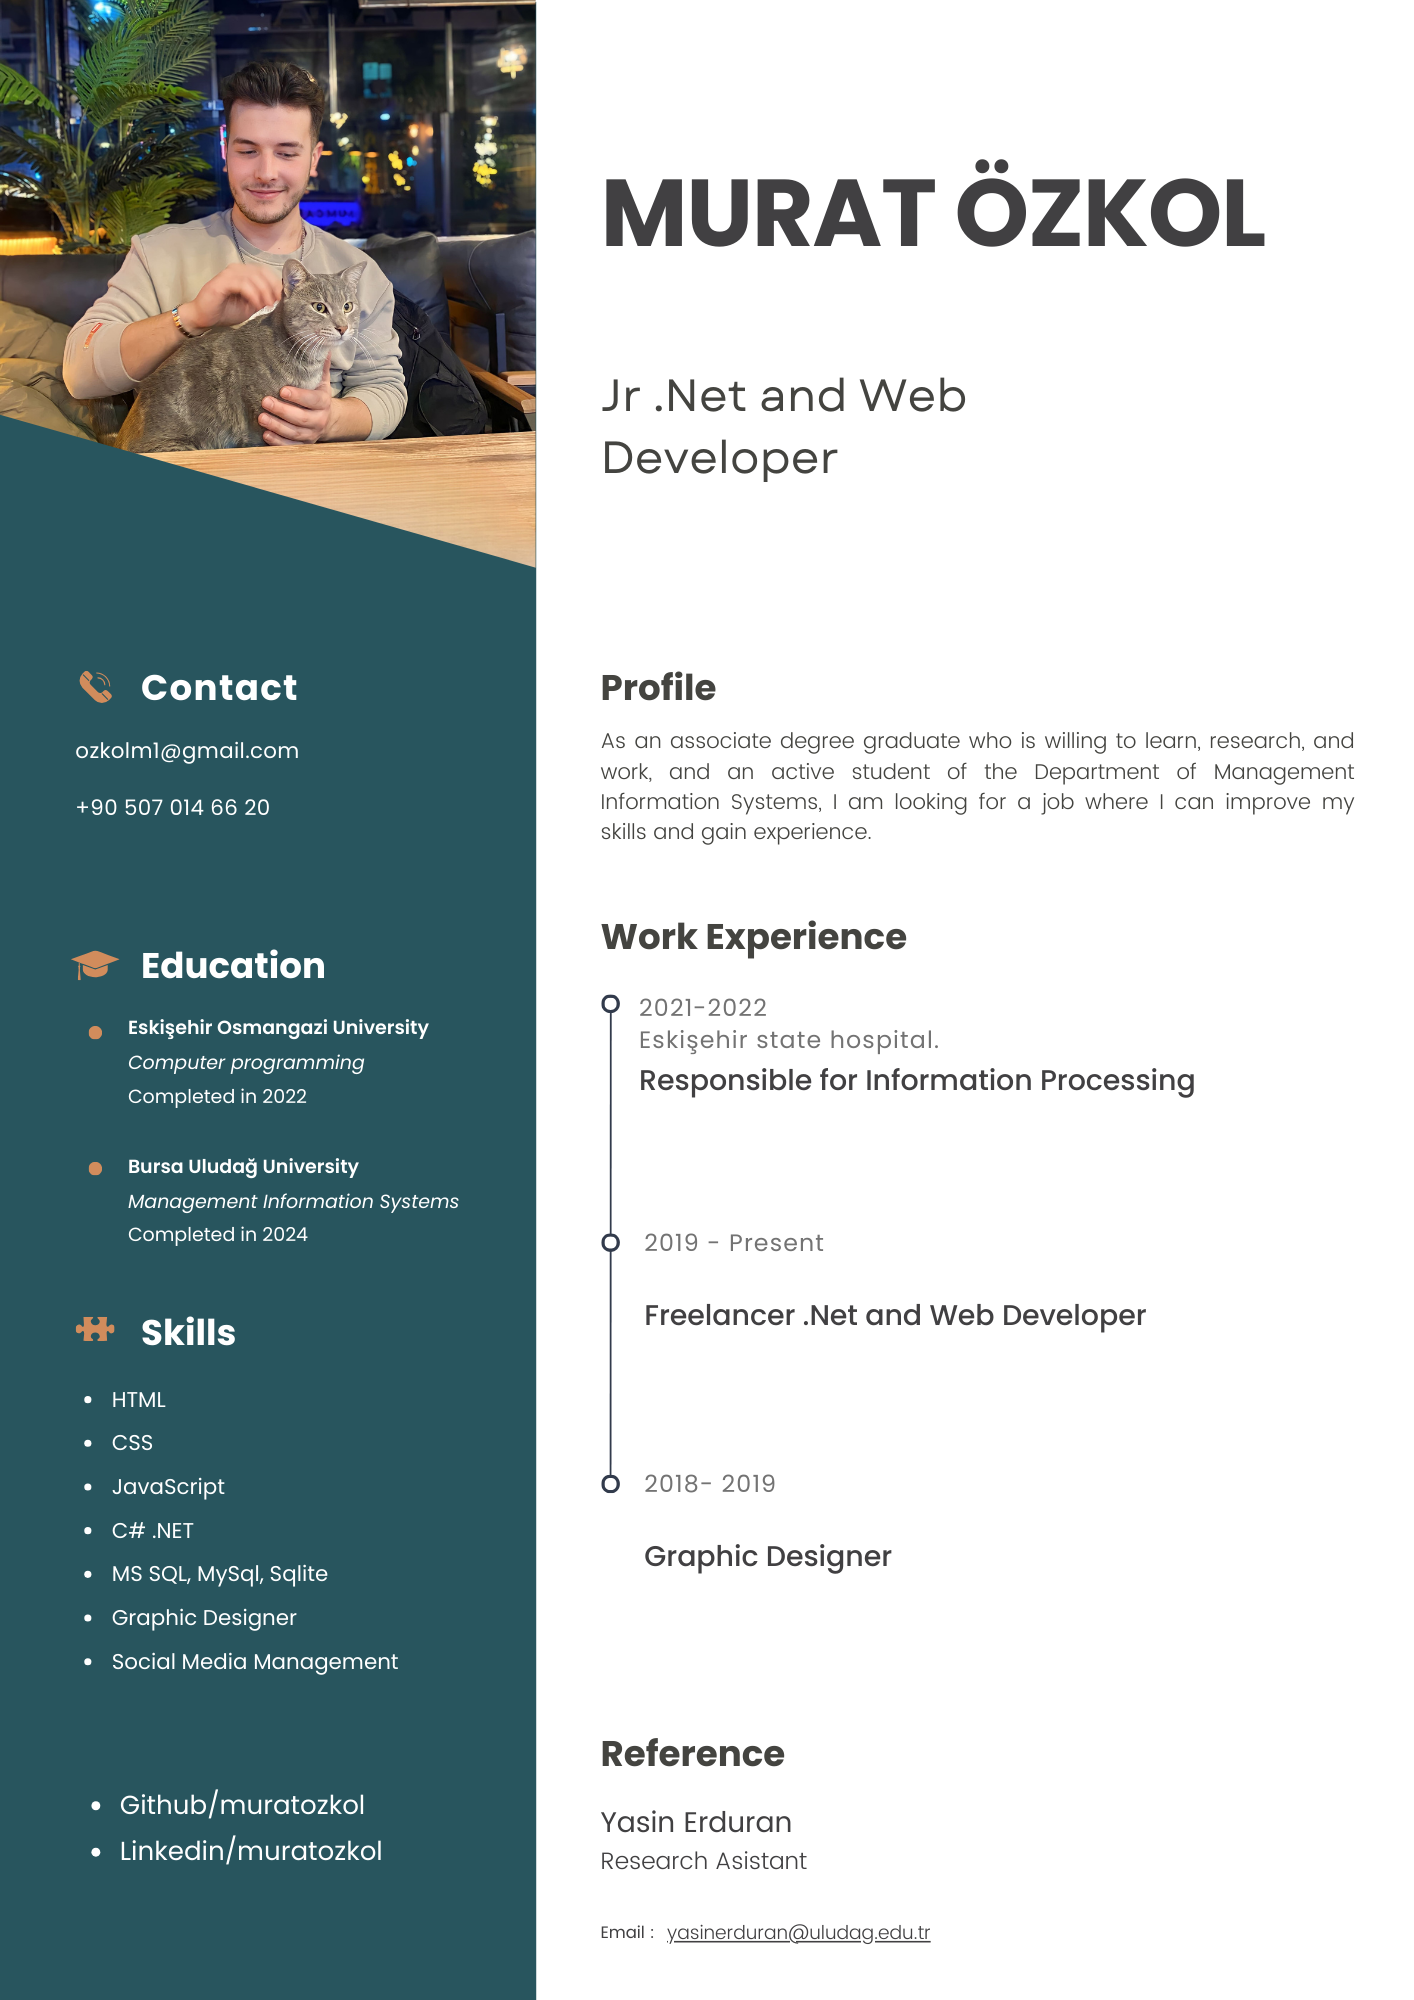 MURAT ÖZKOL
Jr .Net and Web
Developer
Contact
ozkolm1@gmail.com
+90 507 014 66 20
Education
Eskişehir Osmangazi University
Computer programming
Completed in 2022
Bursa Uludağ University
Management Information Systems
Completed in 2024
Skills
HTML
CSS
JavaScript
C# .NET
MS SQL, MySql, Sqlite
Graphic Designer
Social Media Management
Github/muratozkol
Linkedin/muratozkol
Profile
As an associate degree graduate who is willing to learn, research, and
work, and an active student of the Department of Management
Information Systems, I am looking for a job where I can improve my
skills and gain experience.
Work Experience
2021-2022
Eskişehir state hospital.
Responsible for Information Processing
2019 - Present
Freelancer .Net and Web Developer
2018- 2019
Graphic Designer
Reference
Yasin Erduran
Research Asistant
Email : yasinerduran@uludag.edu.tr